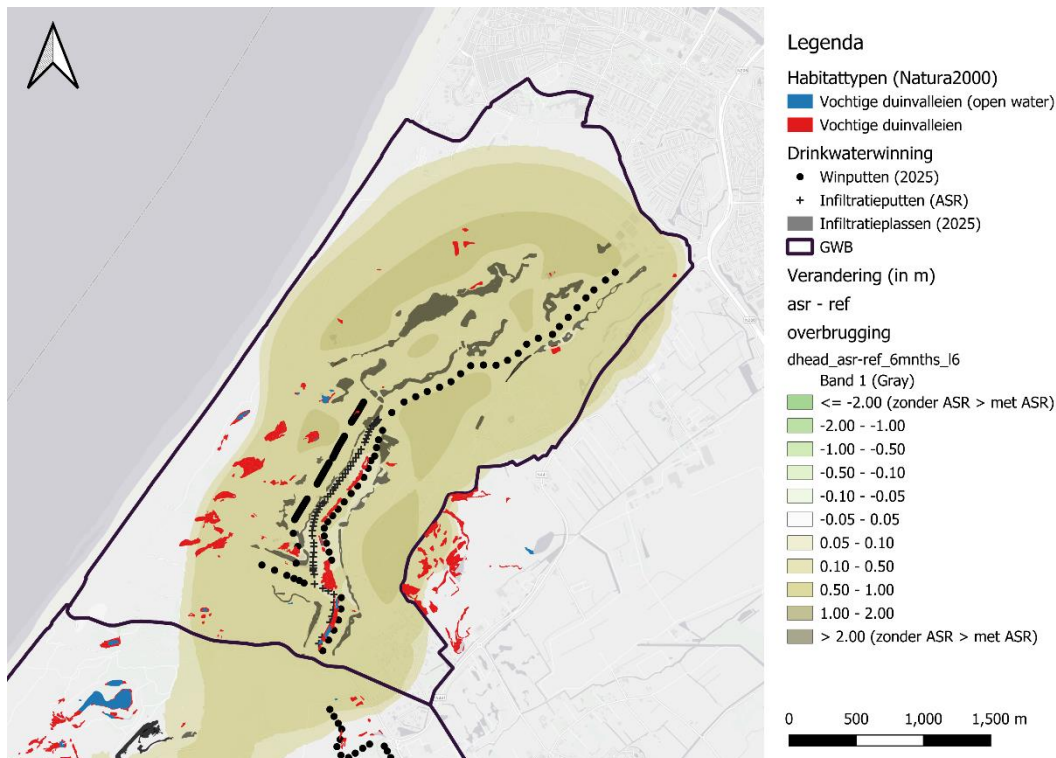 Legenda
Habitattypen (Natura2000)
Vochtige duinvalleien (open water)
Vochtige duinvalleien
Drinkwaterwinning
Winputten (2025)
Infiltratieputten (ASR)
Infiltratieplassen (2025)
GWB
Verandering (in m)
asr - ref
overbrugging
dhead_asr-ref_6mnths_l6
Band 1 (Gray)
<= -2.00 (zonder ASR > met ASR)
-2.00 - -1.00
-1.00 - -0.50
-0.50 - -0.10
-0.10 - -0.05
-0.05 - 0.05
0.05 - 0.10
0.10 - 0.50
0.50 - 1.00
1.00 - 2.00
> 2.00 (zonder ASR > met ASR)
0 500 1,000 1,500 m